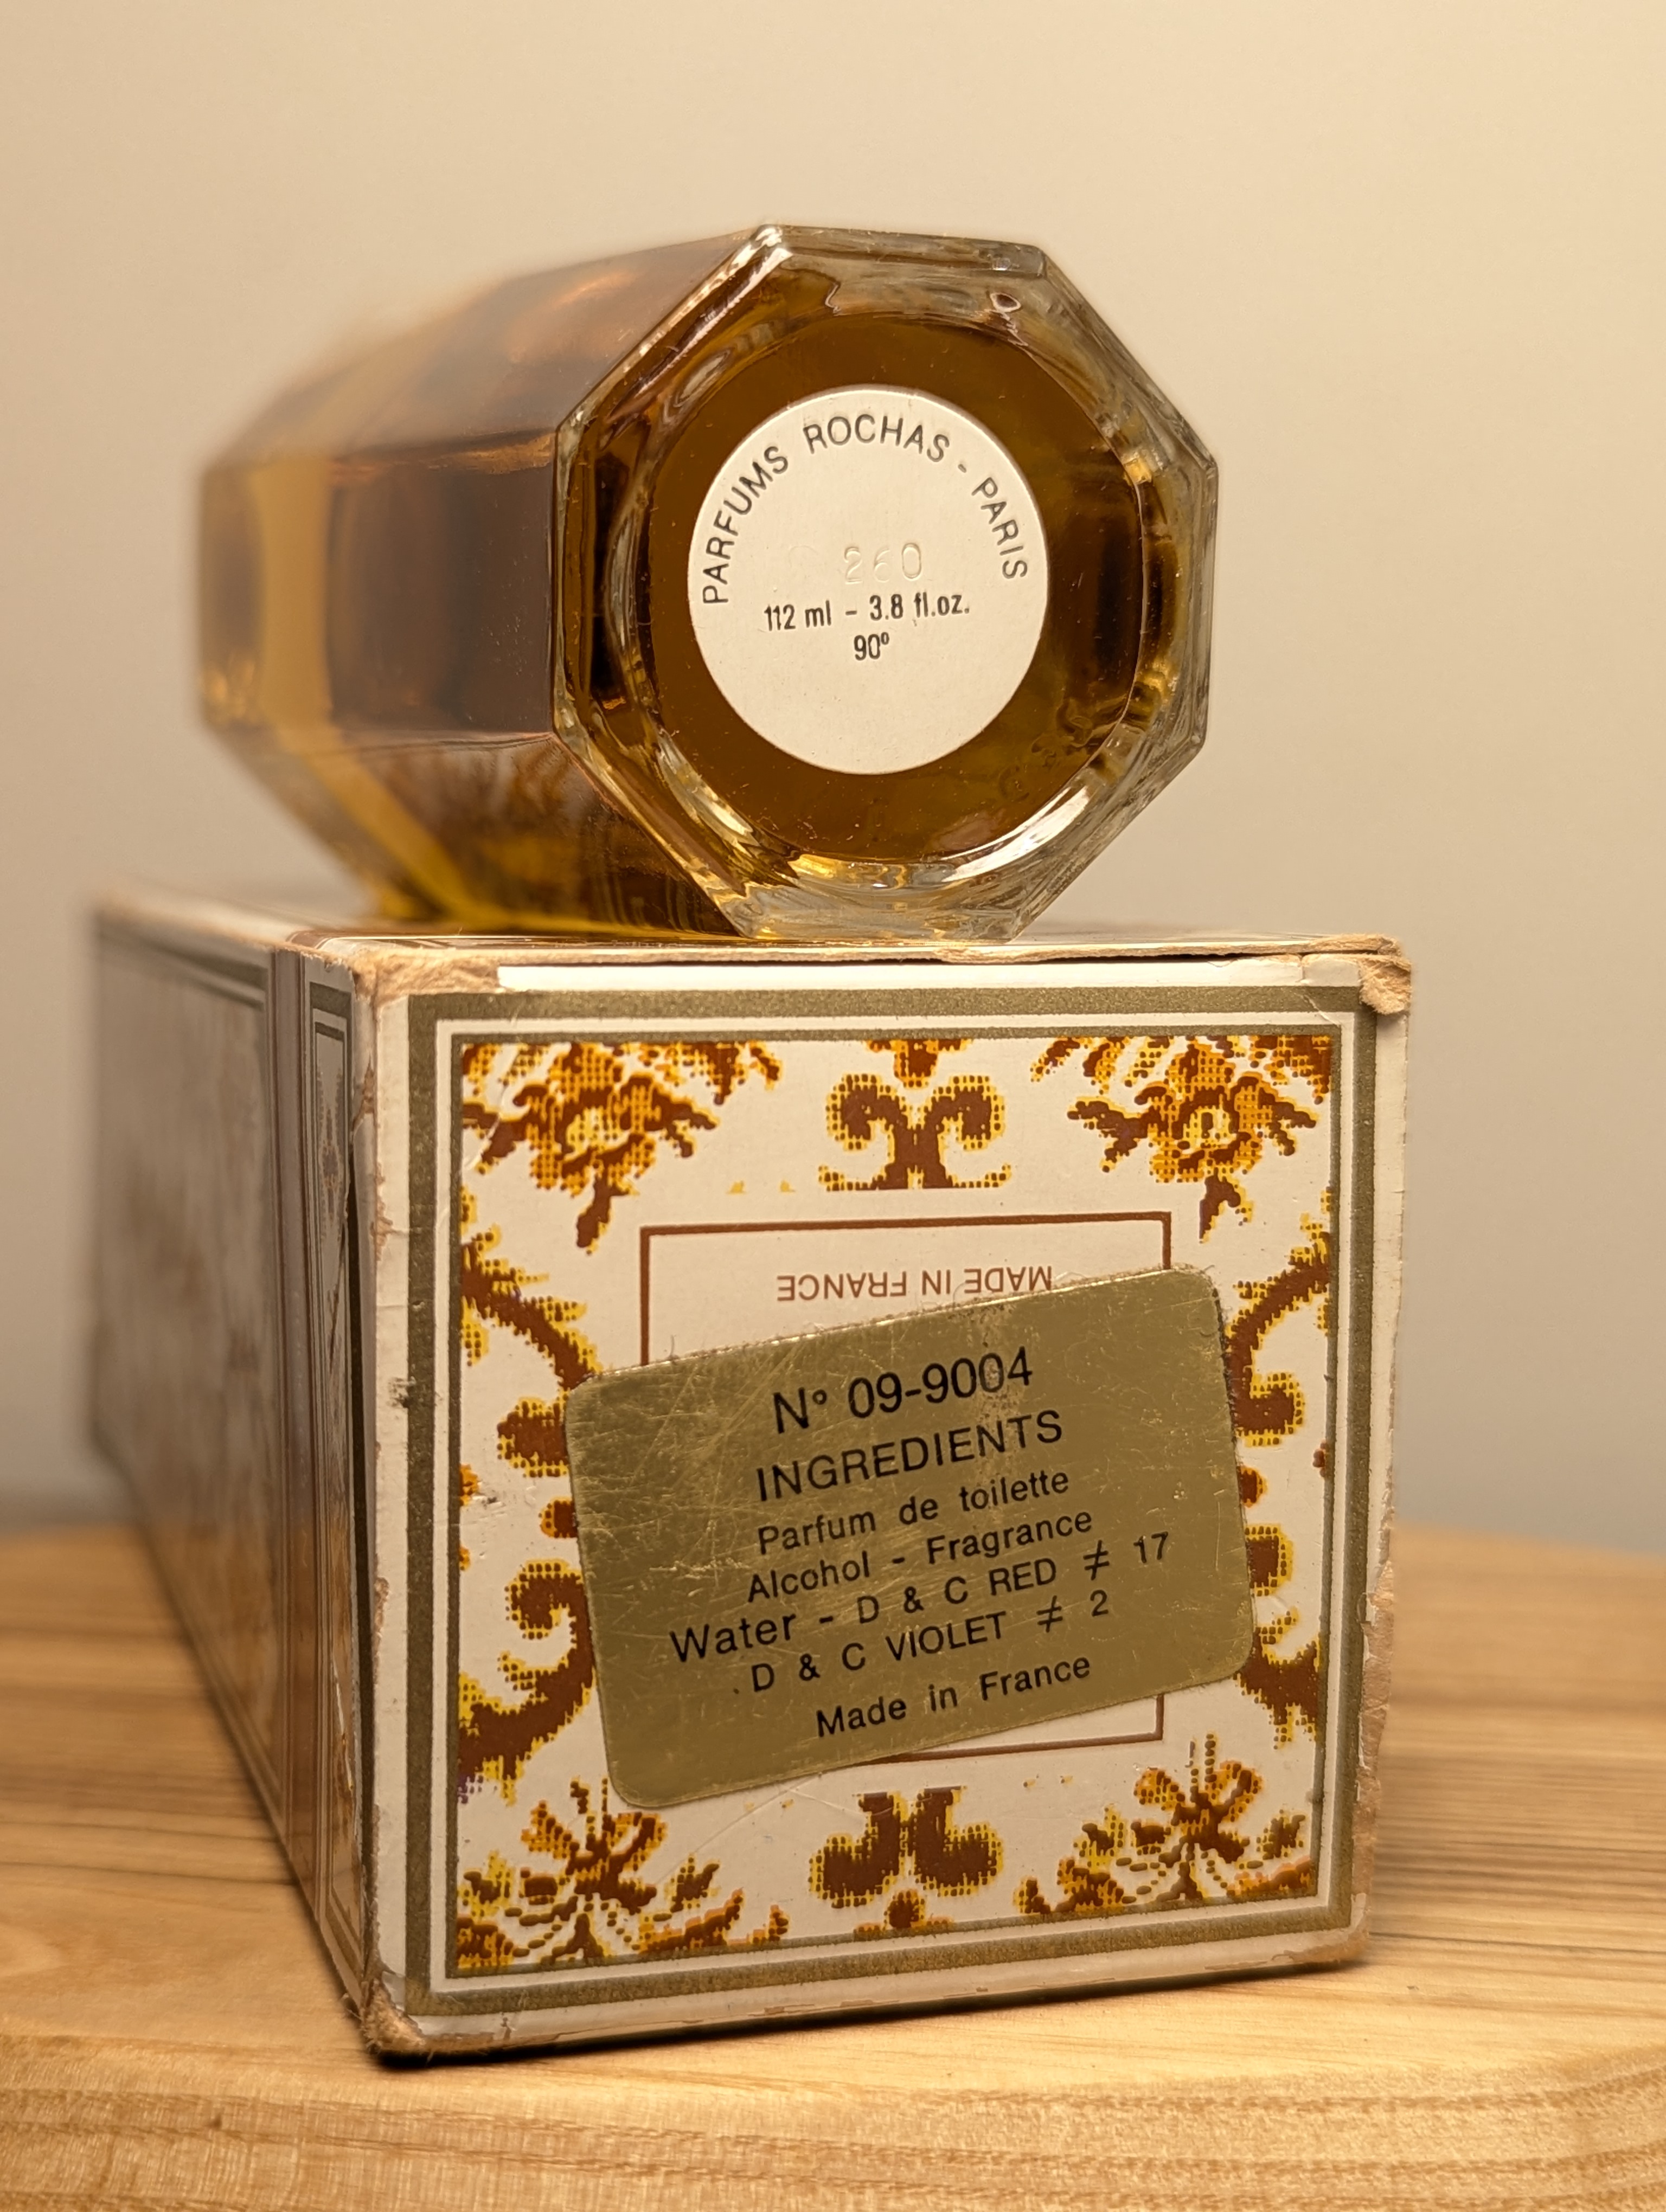 PARFUMS ROCHAS - PARIS
260
112 ml - 3.8 fl.oz.
90º
MADE IN FRANCE
N° 09-9004
INGREDIENTS
Parfum de toilette
Alcohol - Fragrance
Water - D & C RED ≠ 17
D & C VIOLET ≠ 2
Made in France